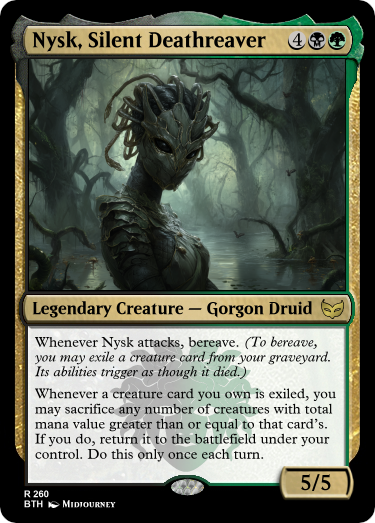 Nysk, Silent Deathreaver 4
Legendary Creature — Gorgon Druid
Whenever Nysk attacks, bereave. (To bereave,
you may exile a creature card from your graveyard.
Its abilities trigger as though it died.)
Whenever a creature card you own is exiled, you
may sacrifice any number of creatures with total
mana value greater than or equal to that card's.
If you do, return it to the battlefield under your
control. Do this only once each turn.
5/5
R 260
BTH Midjourney